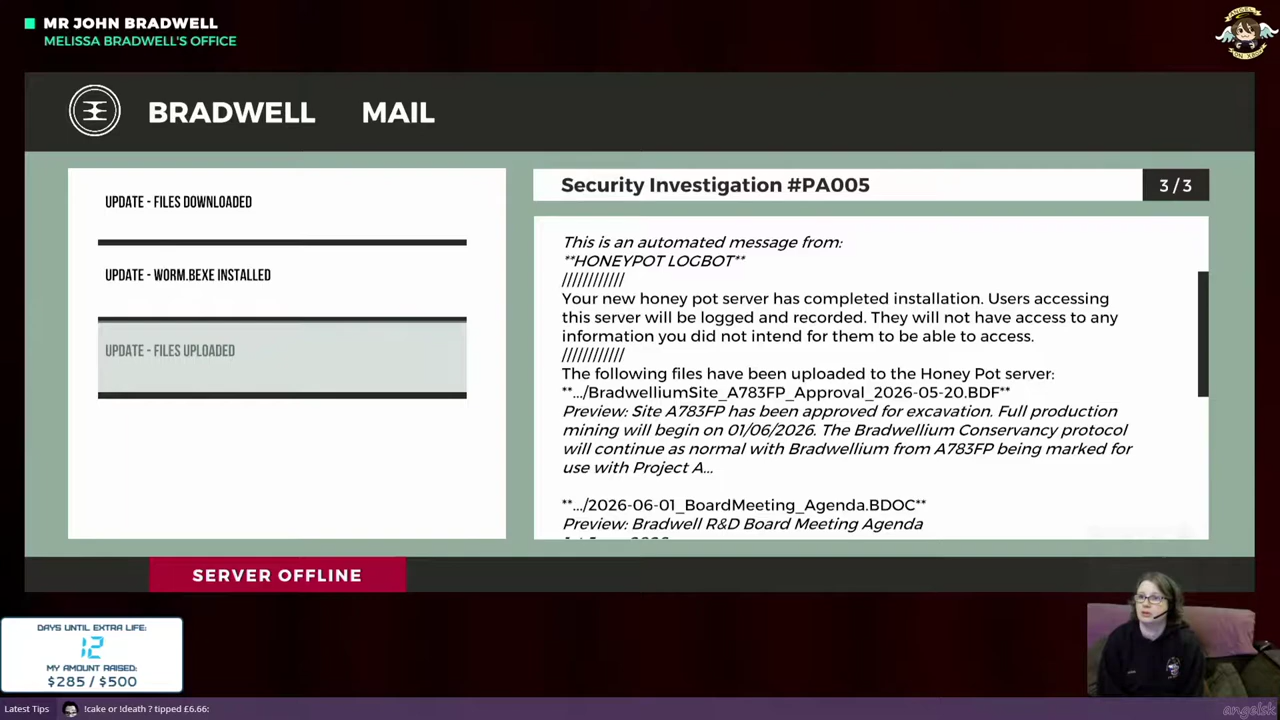 MR JOHN BRADWELL
MELISSA BRADWELL'S OFFICE
ANGEL
ON XBOX
BRADWELL MAIL
UPDATE - FILES DOWNLOADED
UPDATE - WORM.BEXE INSTALLED
UPDATE - FILES UPLOADED
Security Investigation #PA005
3 / 3
This is an automated message from:
**HONEYPOT LOGBOT**
////////////
Your new honey pot server has completed installation. Users accessing
this server will be logged and recorded. They will not have access to any
information you did not intend for them to be able to access.
////////////
The following files have been uploaded to the Honey Pot server:
**.../BradwelliumSite_A783FP_Approval_2026-05-20.BDF**
Preview: Site A783FP has been approved for excavation. Full production
mining will begin on 01/06/2026. The Bradwellium Conservancy protocol
will continue as normal with Bradwellium from A783FP being marked for
use with Project A...
**.../2026-06-01_BoardMeeting_Agenda.BDOC**
Preview: Bradwell R&D Board Meeting Agenda
SERVER OFFLINE
DAYS UNTIL EXTRA LIFE:
12
MY AMOUNT RAISED:
$285 / $500
Latest Tips
!cake or !death ? tipped £6.66:
angelsk